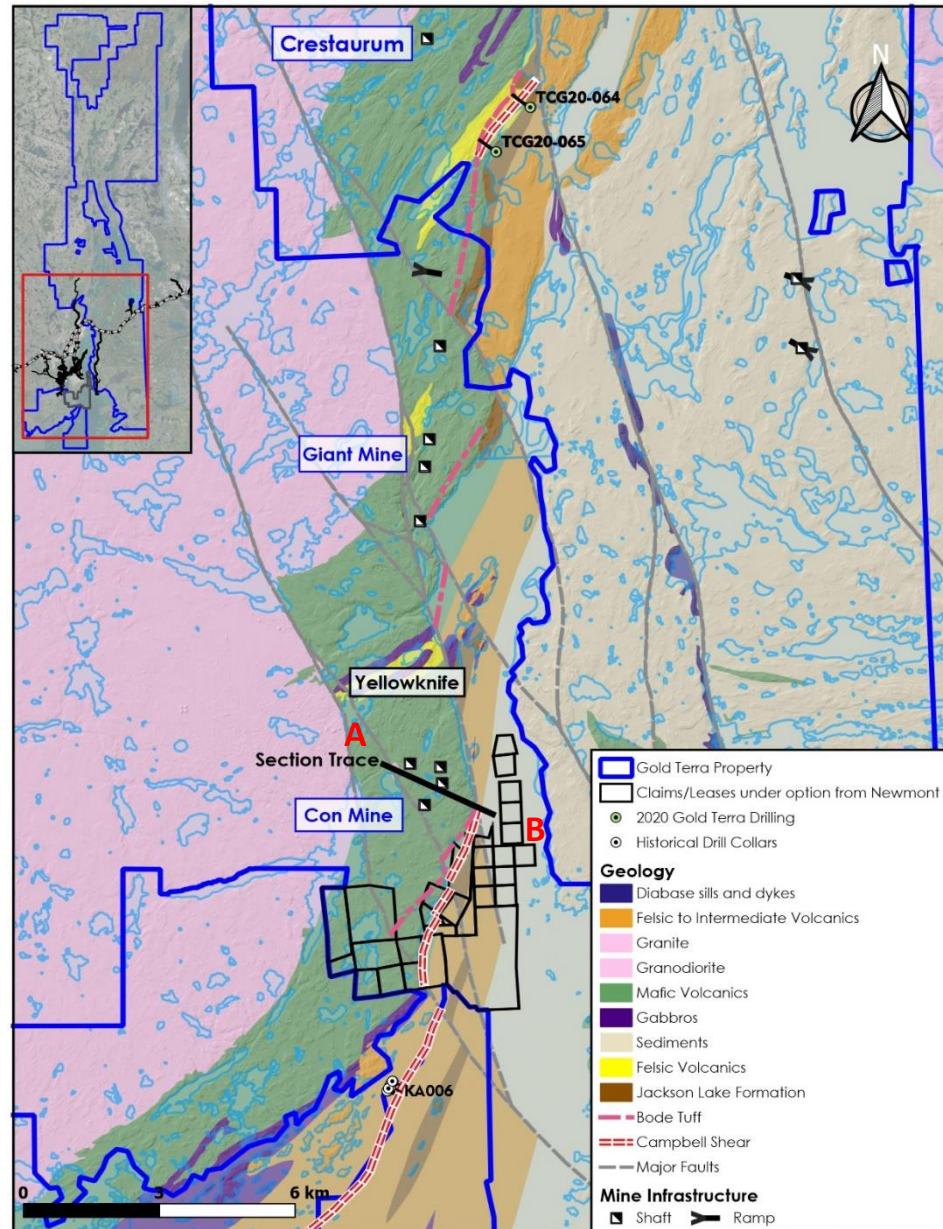 Crestaurum
N
TCG20-064
TCG20-065
Giant Mine
Yellowknife
A
Section Trace
Con Mine
B
KA006
0 3 6 km
Gold Terra Property
Claims/Leases under option from Newmont
2020 Gold Terra Drilling
Historical Drill Collars
Geology
Diabase sills and dykes
Felsic to Intermediate Volcanics
Granite
Granodiorite
Mafic Volcanics
Gabbros
Sediments
Felsic Volcanics
Jackson Lake Formation
Bode Tuff
Campbell Shear
Major Faults
Mine Infrastructure
Shaft Ramp